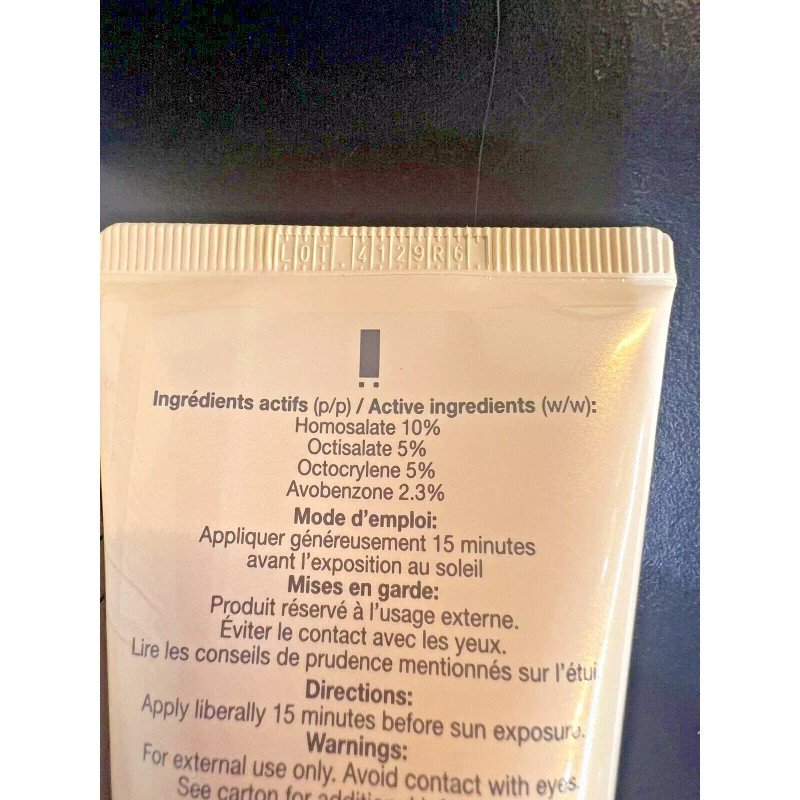 LOT. 4129RG.
Ingrédients actifs (p/p) / Active ingredients (w/w):
Homosalate 10%
Octisalate 5%
Octocrylene 5%
Avobenzone 2.3%
Mode d'emploi:
Appliquer généreusement 15 minutes
avant l'exposition au soleil
Mises en garde:
Produit réservé à l'usage externe.
Éviter le contact avec les yeux.
Lire les conseils de prudence mentionnés sur l'étui
Directions:
Apply liberally 15 minutes before sun exposure.
Warnings:
For external use only. Avoid contact with eyes.
See carton for